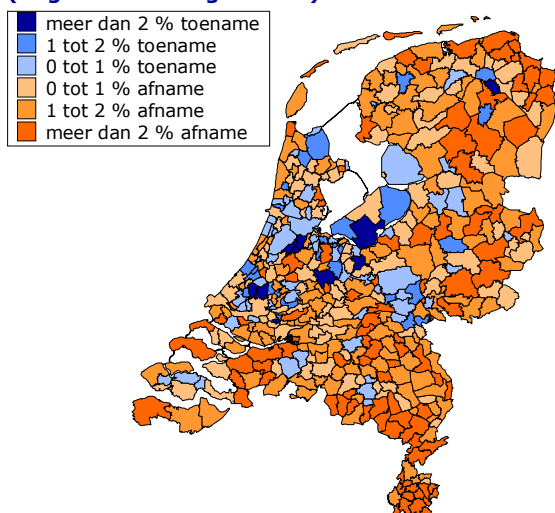 meer dan 2 % toename
1 tot 2 % toename
0 tot 1 % toename
0 tot 1 % afname
1 tot 2 % afname
meer dan 2 % afname